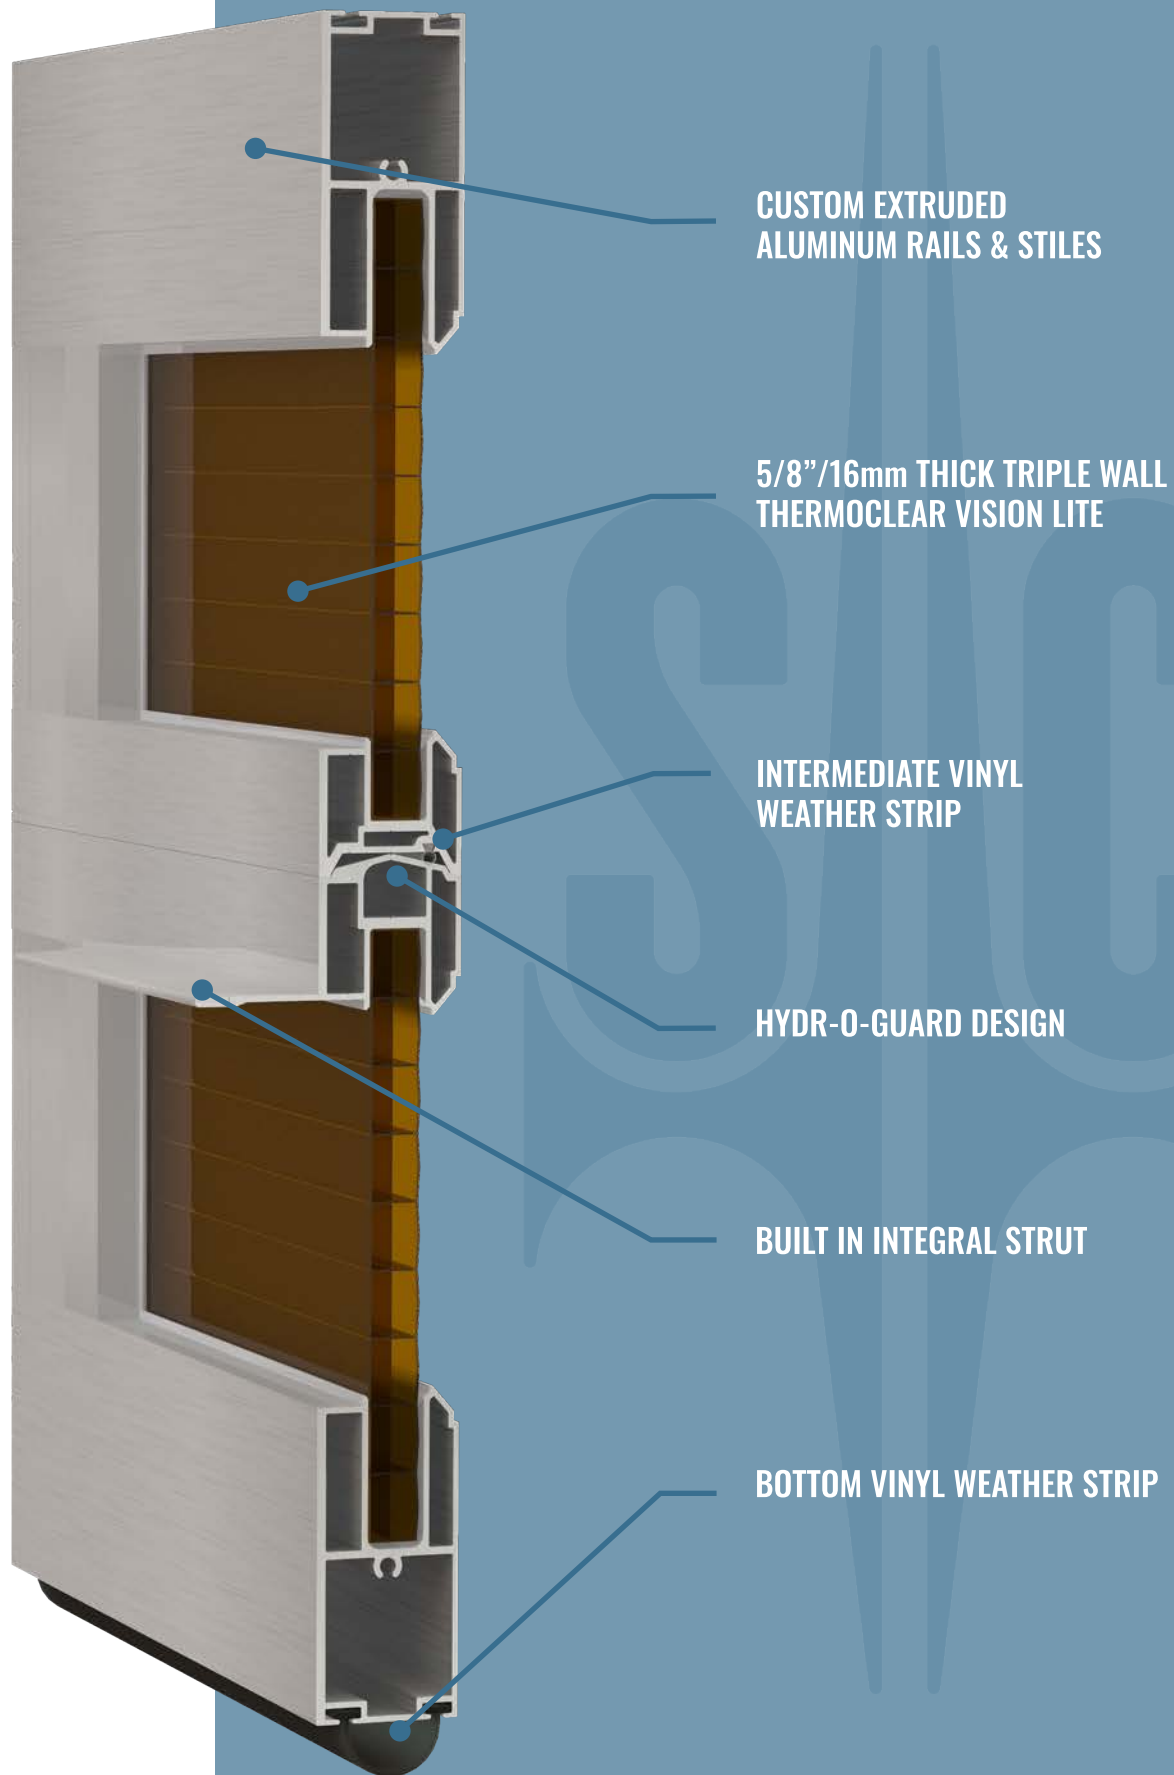 CUSTOM EXTRUDED
ALUMINUM RAILS & STILES
5/8”/16mm THICK TRIPLE WALL
THERMOCLEAR VISION LITE
INTERMEDIATE VINYL
WEATHER STRIP
HYDR-O-GUARD DESIGN
BUILT IN INTEGRAL STRUT
BOTTOM VINYL WEATHER STRIP